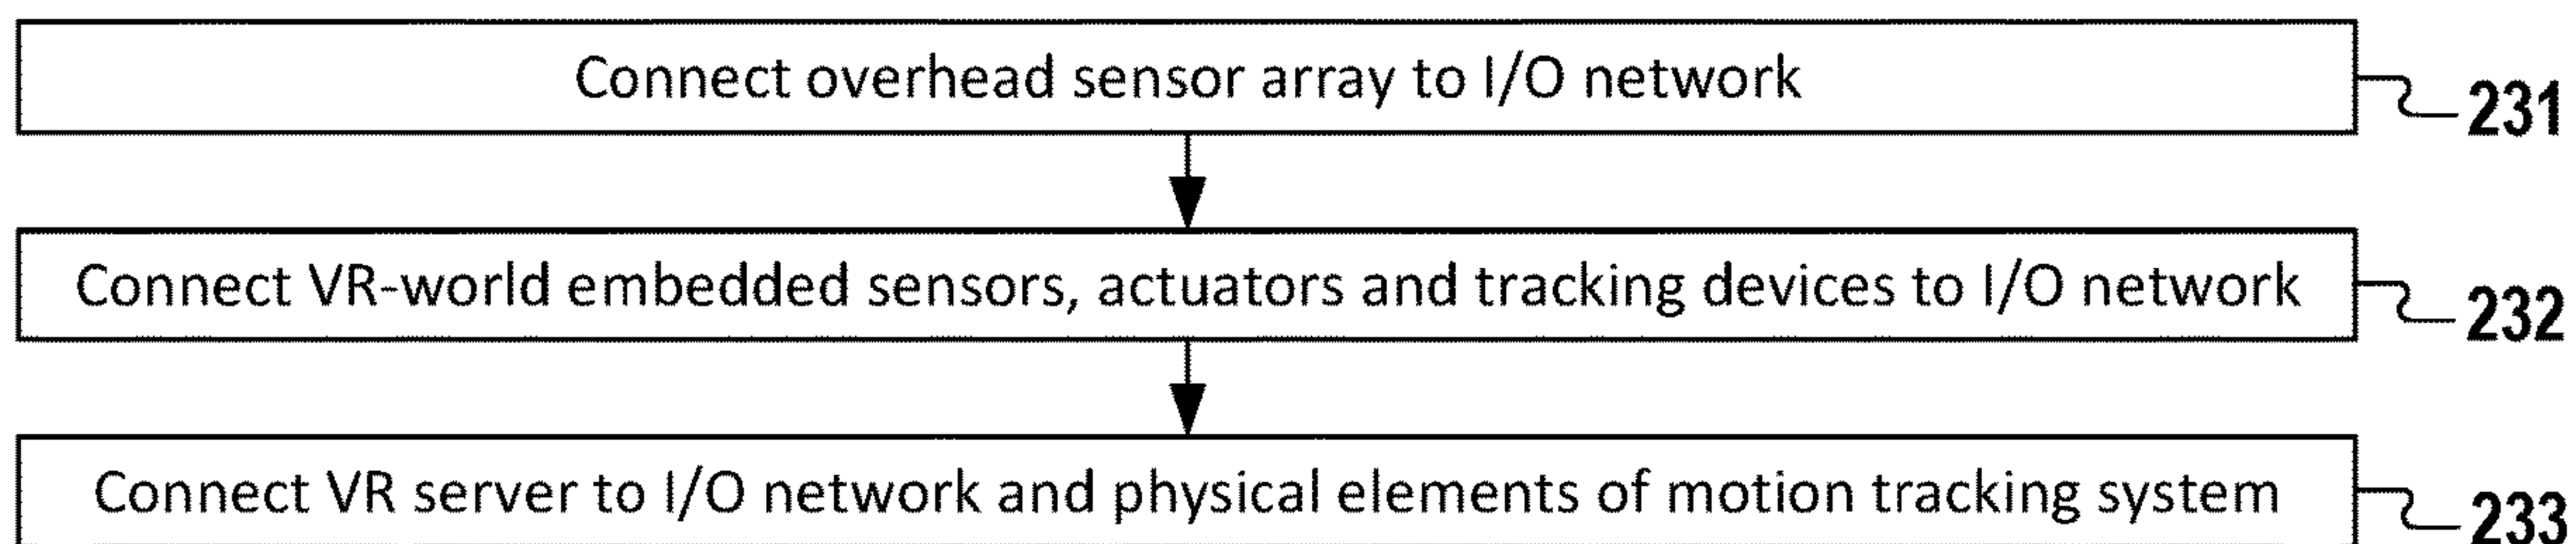 Connect overhead sensor array to I/O network
231
Connect VR-world embedded sensors, actuators and tracking devices to I/O network
232
Connect VR server to I/O network and physical elements of motion tracking system
233